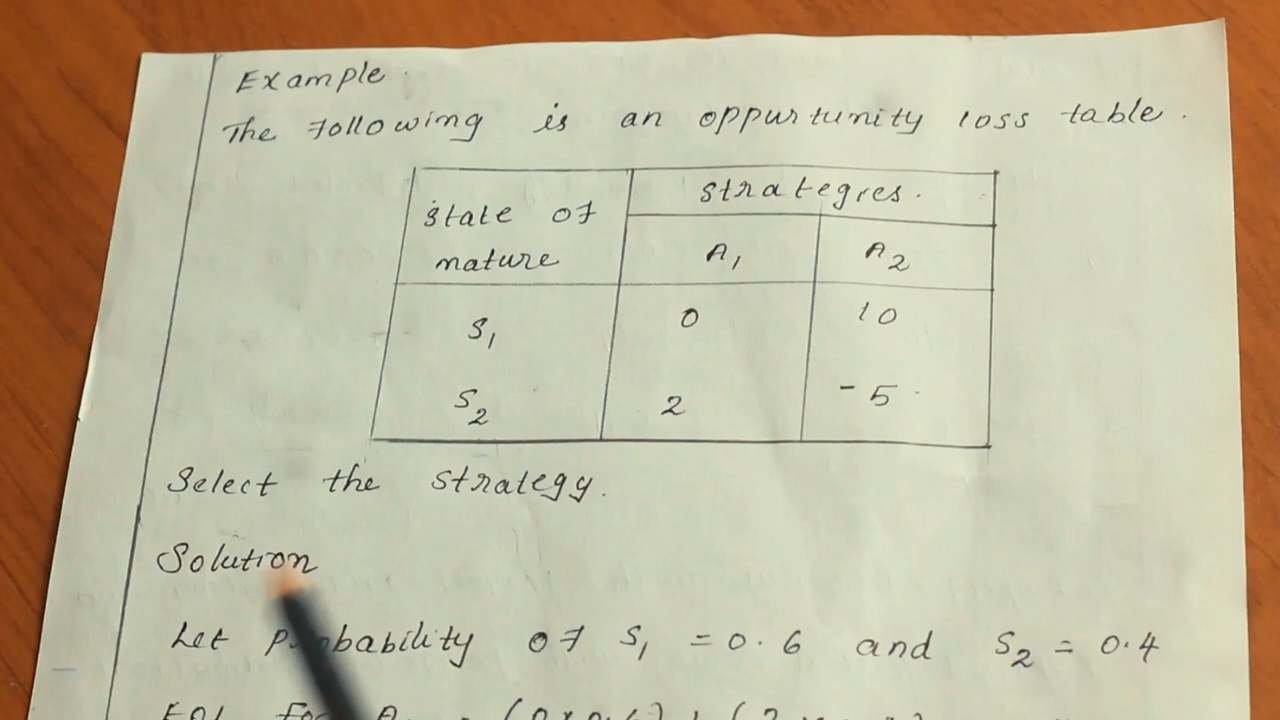 Example
The following is an oppurtunity loss table.
State of nature
strategres.
A1
A2
S1
0
10
S2
2
-5
Select the strategy.
Solution
Let probability of S1 = 0.6 and S2 = 0.4